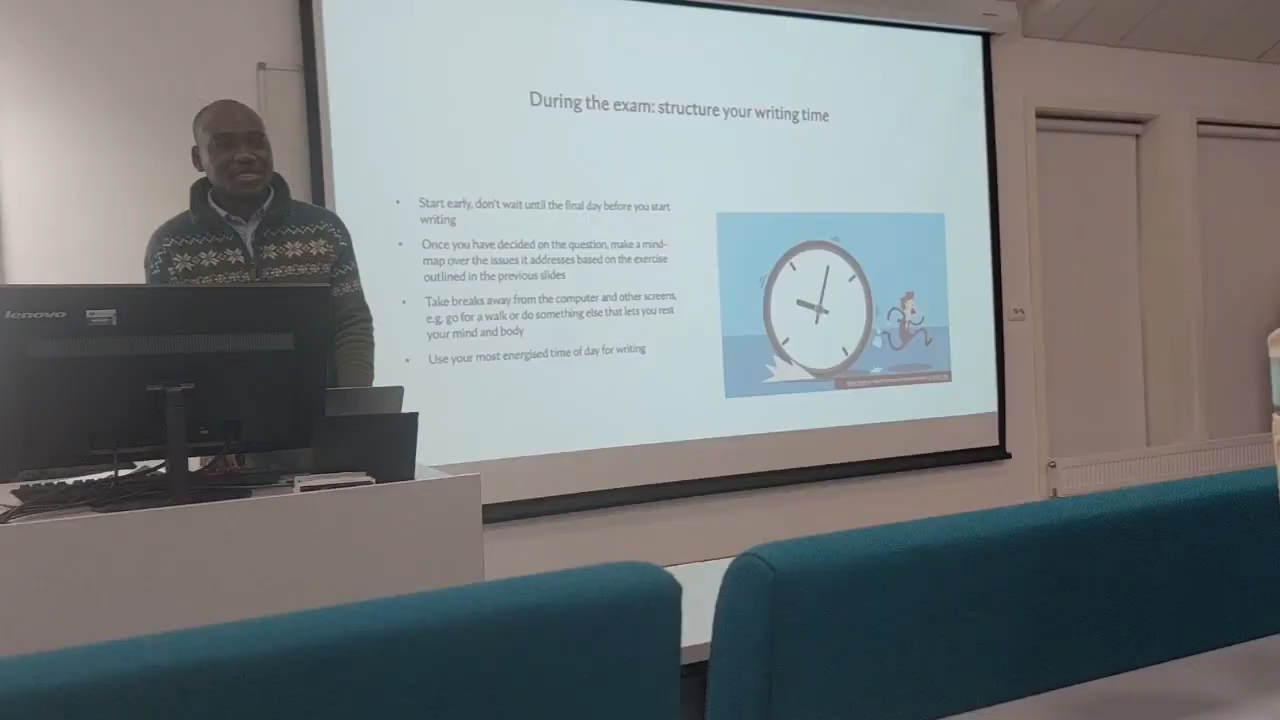 During the exam: structure your writing time
• Start early, don't wait until the final day before you start
writing
• Once you have decided on the question, make a mind-
map over the issues it addresses based on the exercise
outlined in the previous slides
• Take breaks away from the computer and other screens,
e.g. go for a walk or do something else that lets you rest
your mind and body
• Use your most energised time of day for writing
lenovo